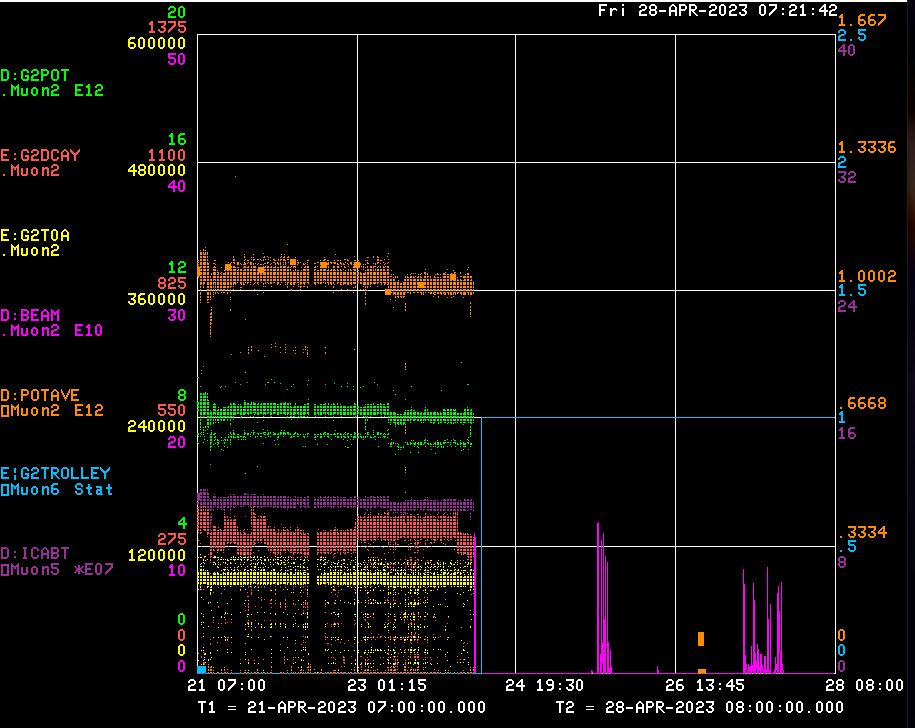 Fri 28-APR-2023 07:21:42
20
1375
600000
50
1.667
2.5
40
D:G2POT
.Muon2 E12
16
1100
480000
40
1.3336
2
32
E:G2DCAY
.Muon2
E:G2TOA
.Muon2
12
825
360000
30
1.0002
1.5
24
D:BEAM
.Muon2 E10
D:POTAVE
▯Muon2 E12
8
550
240000
20
.6668
1
16
E¦G2TROLLEY
▯Muon6 Stat
4
275
120000
10
.3334
.5
8
D:ICABT
▯Muon5 *E07
0
0
0
0
0
0
0
21 07:00 23 01:15 24 19:30 26 13:45 28 08:00
T1 = 21-APR-2023 07:00:00.000 T2 = 28-APR-2023 08:00:00.000